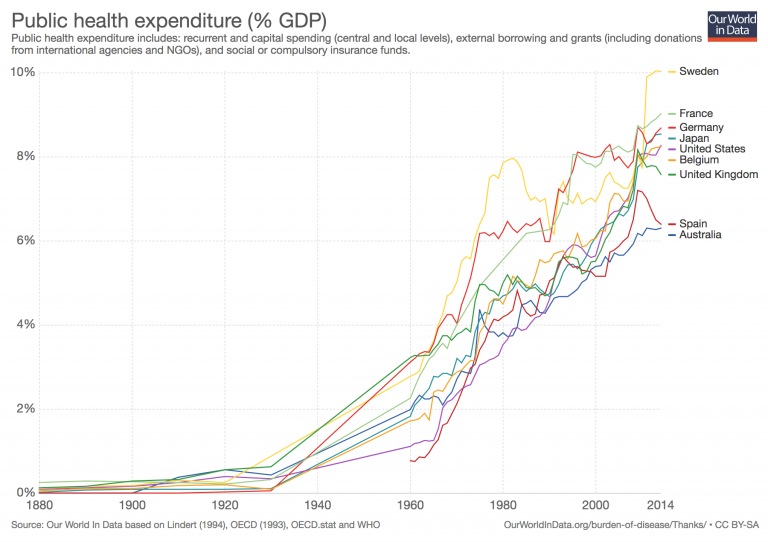 Public health expenditure (% GDP)
Public health expenditure includes: recurrent and capital spending (central and local levels), external borrowing and grants (including donations
from international agencies and NGOs), and social or compulsory insurance funds.
Our World
in Data
10%
8%
6%
4%
2%
0%
1880
1900
1920
1940
1960
1980
2000
2014
Sweden
France
Germany
Japan
United States
Belgium
United Kingdom
Spain
Australia
Source: Our World In Data based on Lindert (1994), OECD (1993), OECD.stat and WHO
OurWorldInData.org/burden-of-disease/Thanks/ • CC BY-SA